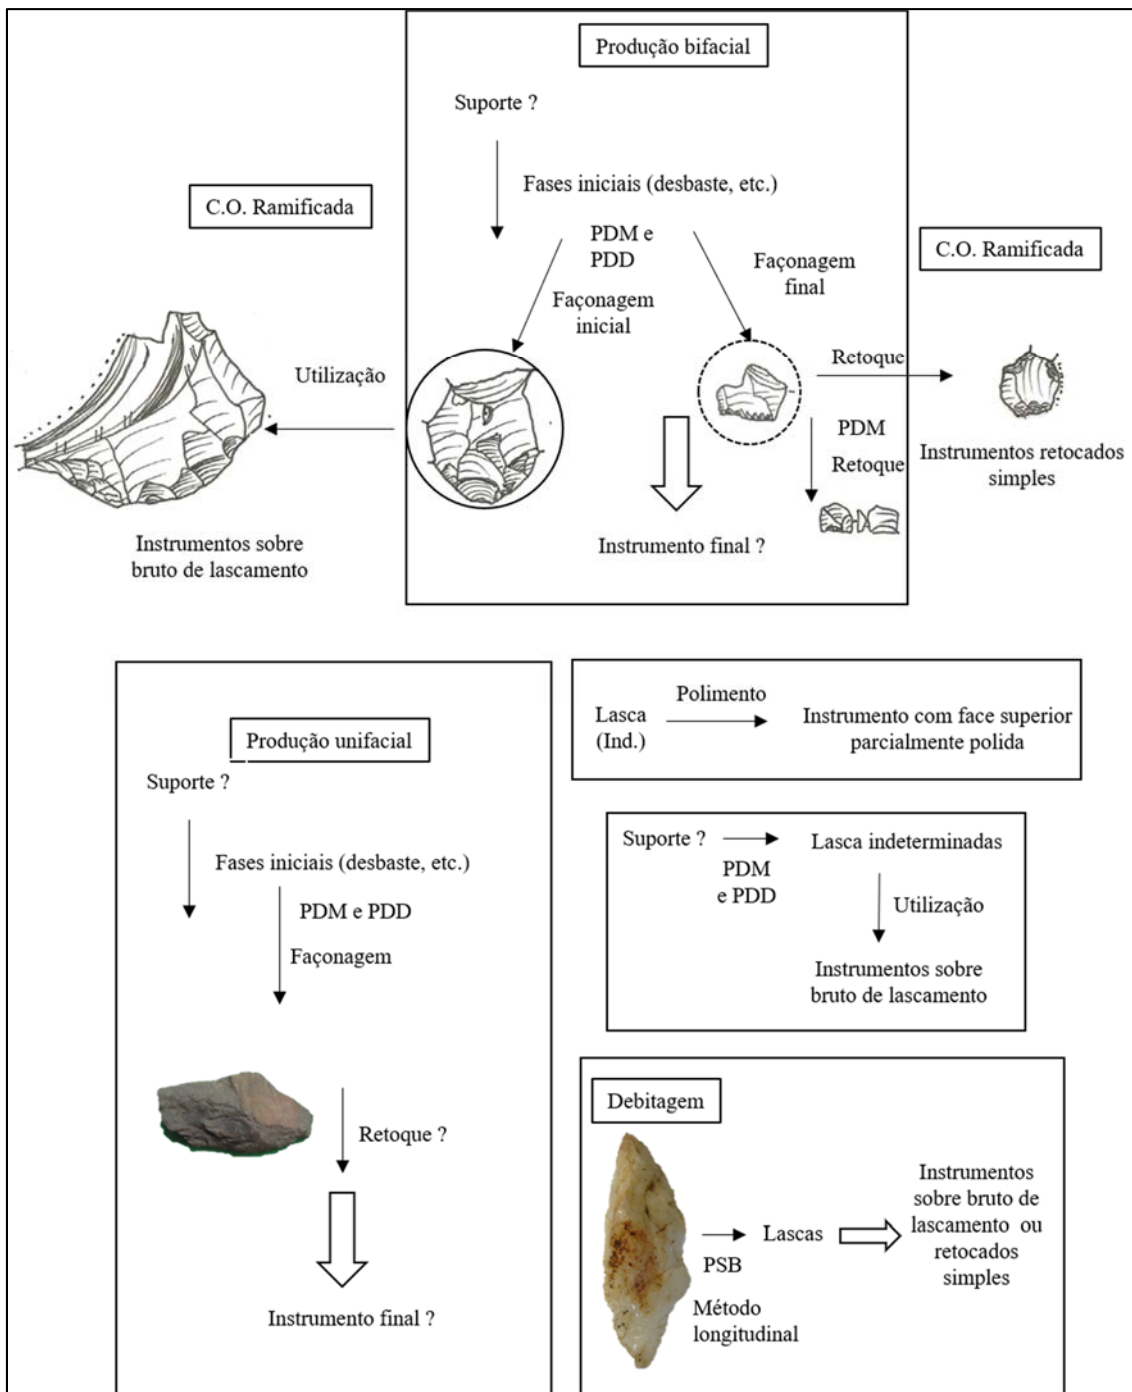 Produção bifacial
Suporte ?
Fases iniciais (desbaste, etc.)
C.O. Ramificada
PDM e
PDD
Façonagem
inicial
Façonagem
final
C.O. Ramificada
Utilização
Retoque
PDM
Retoque
Instrumentos retocados
simples
Instrumentos sobre
bruto de lascamento
Instrumento final ?
Produção unifacial
Suporte ?
Fases iniciais (desbaste, etc.)
PDM e PDD
Façonagem
Retoque ?
Instrumento final ?
Lasca
(Ind.)
Polimento
Instrumento com face superior
parcialmente polida
Suporte ?
PDM
e PDD
Lasca indeterminadas
Utilização
Instrumentos sobre
bruto de lascamento
Debitagem
PSB
Método
longitudinal
Lascas
Instrumentos
sobre bruto de
lascamento ou
retocados
simples